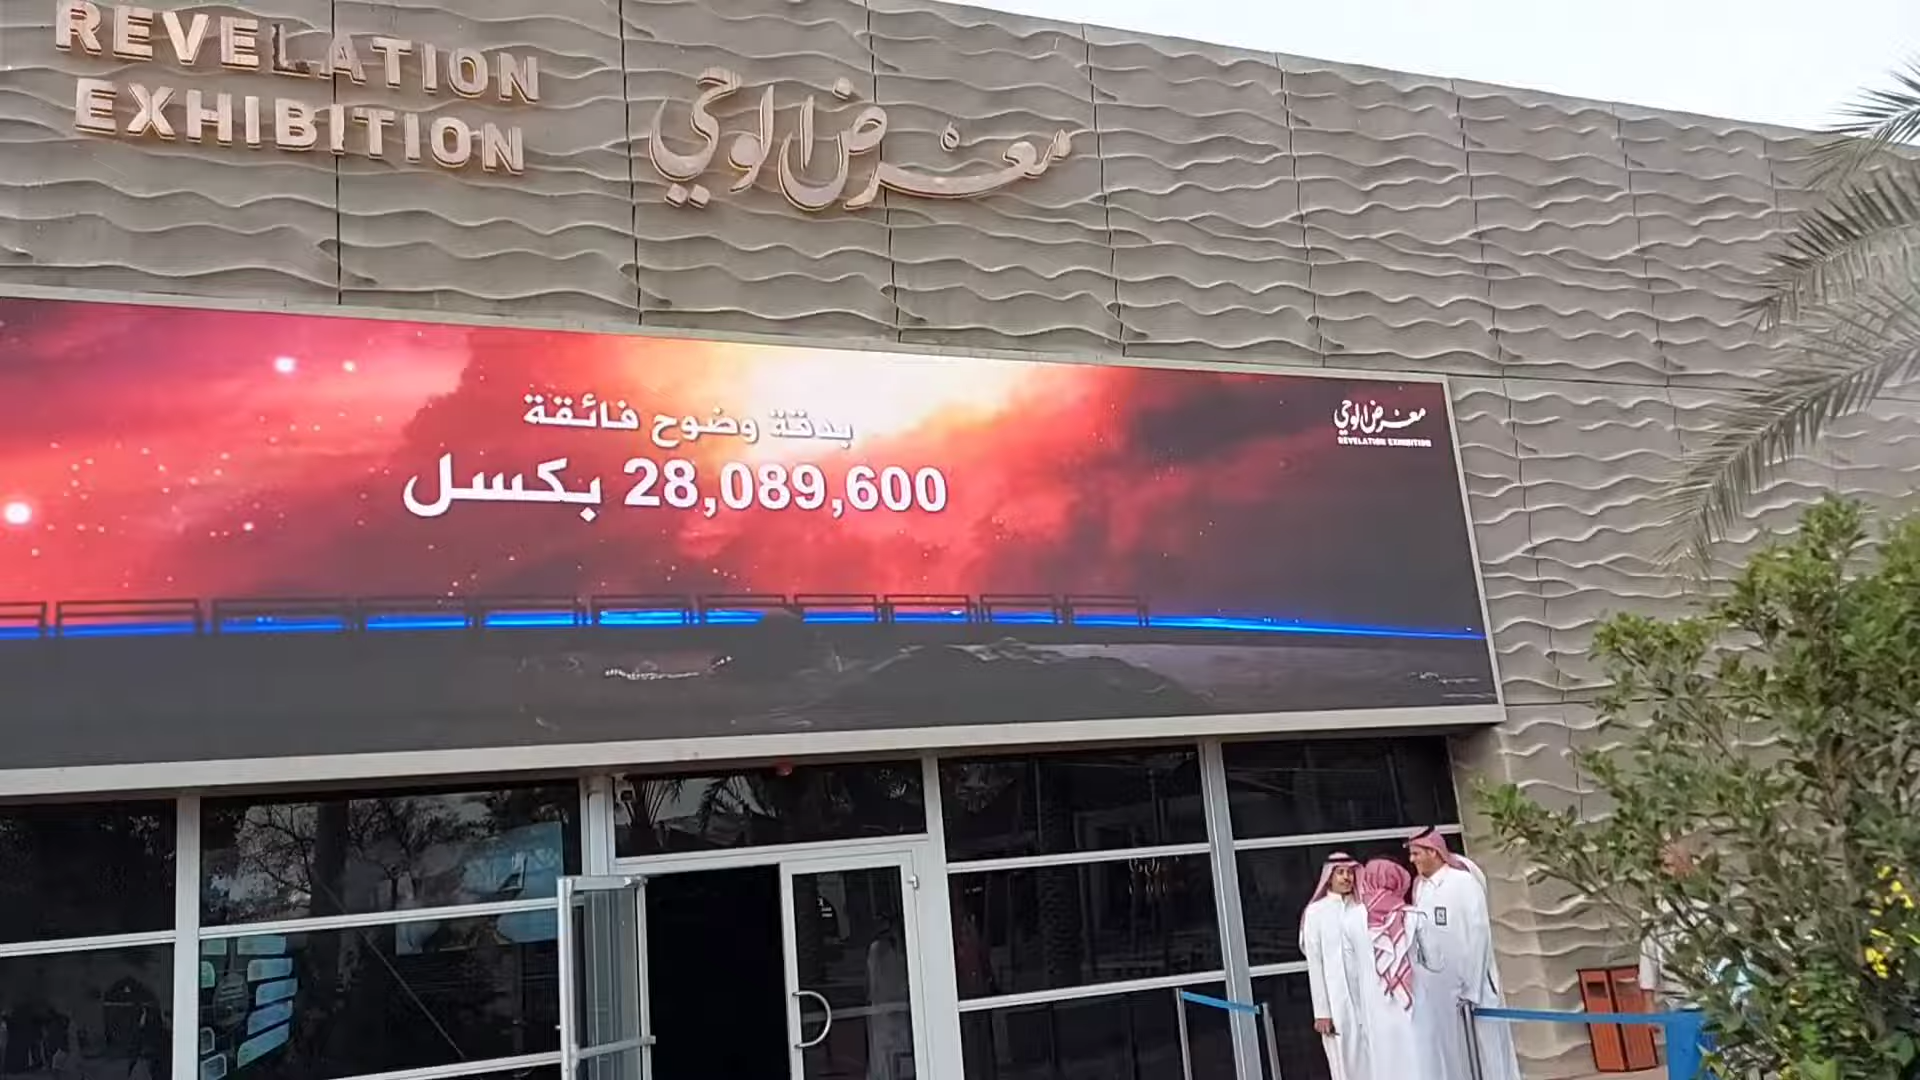 REVELATION
EXHIBITION
معرض الوحي
بدقة وضوح فائقة
28,089,600 بكسل
معرض الوحي
REVELATION EXHIBITION